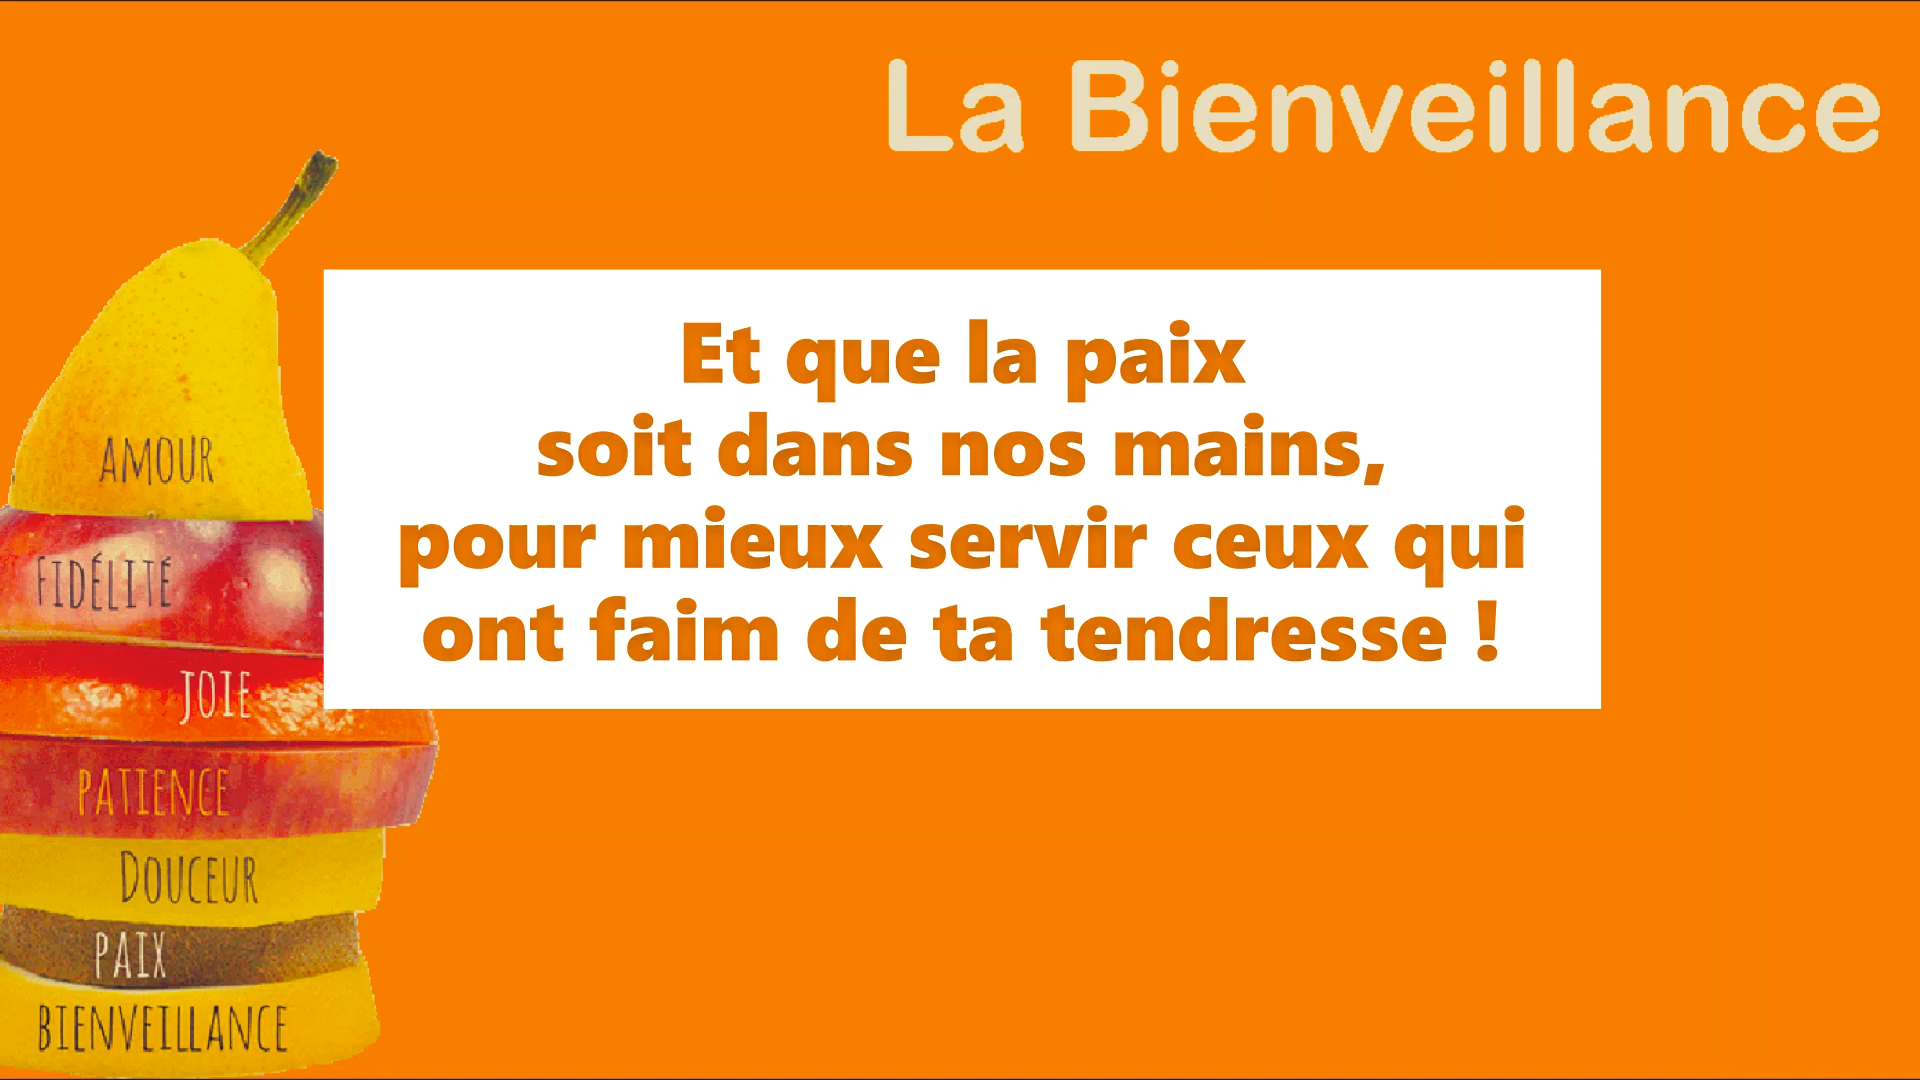 La Bienveillance
Et que la paix
soit dans nos mains,
pour mieux servir ceux qui
ont faim de ta tendresse !
AMOUR
FIDÉLITÉ
JOIE
PATIENCE
DOUCEUR
PAIX
BIENVEILLANCE